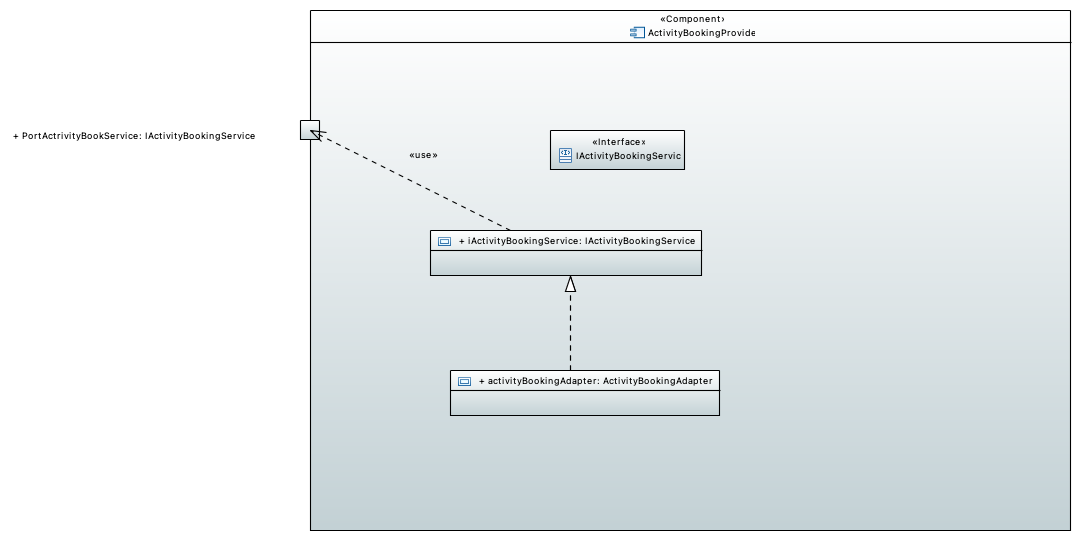 «Component»
ActivityBookingProvide
+ PortActrivityBookService: IActivityBookingService
«use»
«Interface»
IActivityBookingServic
+ iActivityBookingService: IActivityBookingService
+ activityBookingAdapter: ActivityBookingAdapter